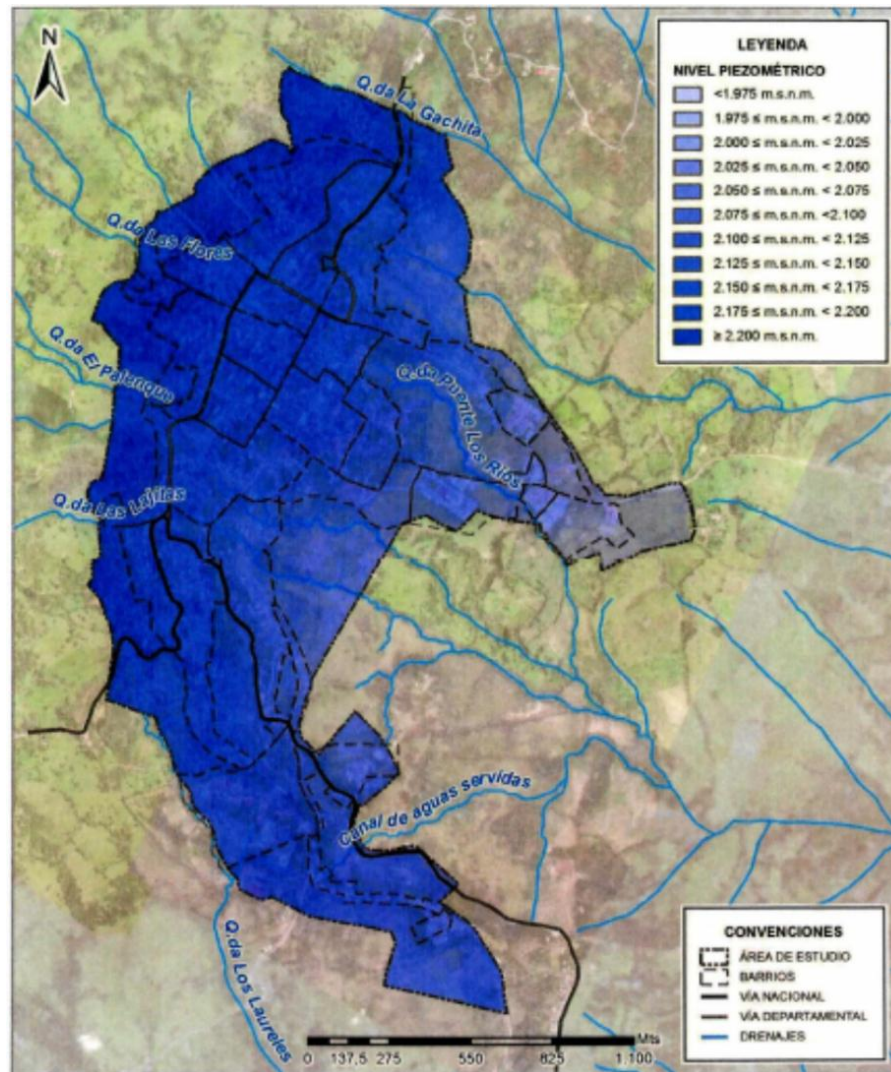 N
LEYENDA
NIVEL PIEZOMÉTRICO
<1.975 m.s.n.m.
1.975 ≤ m.s.n.m. < 2.000
2.000 ≤ m.s.n.m. < 2.025
2.025 ≤ m.s.n.m. < 2.050
2.050 ≤ m.s.n.m. < 2.075
2.075 ≤ m.s.n.m. <2.100
2.100 ≤ m.s.n.m. < 2.125
2.125 ≤ m.s.n.m. < 2.150
2.150 ≤ m.s.n.m. < 2.175
2.175 ≤ m.s.n.m. < 2.200
≥ 2.200 m.s.n.m.
Q.da La Gachita
Q.da Las Flores
Q.da El Palenque
Q.da Puente Los Ríos
Q.da Las Lajitas
Canal de aguas servidas
Q.da Los Laureles
CONVENCIONES
ÁREA DE ESTUDIO
BARRIOS
VÍA NACIONAL
VÍA DEPARTAMENTAL
DRENAJES
Mts
0 137,5 275 550 825 1.100